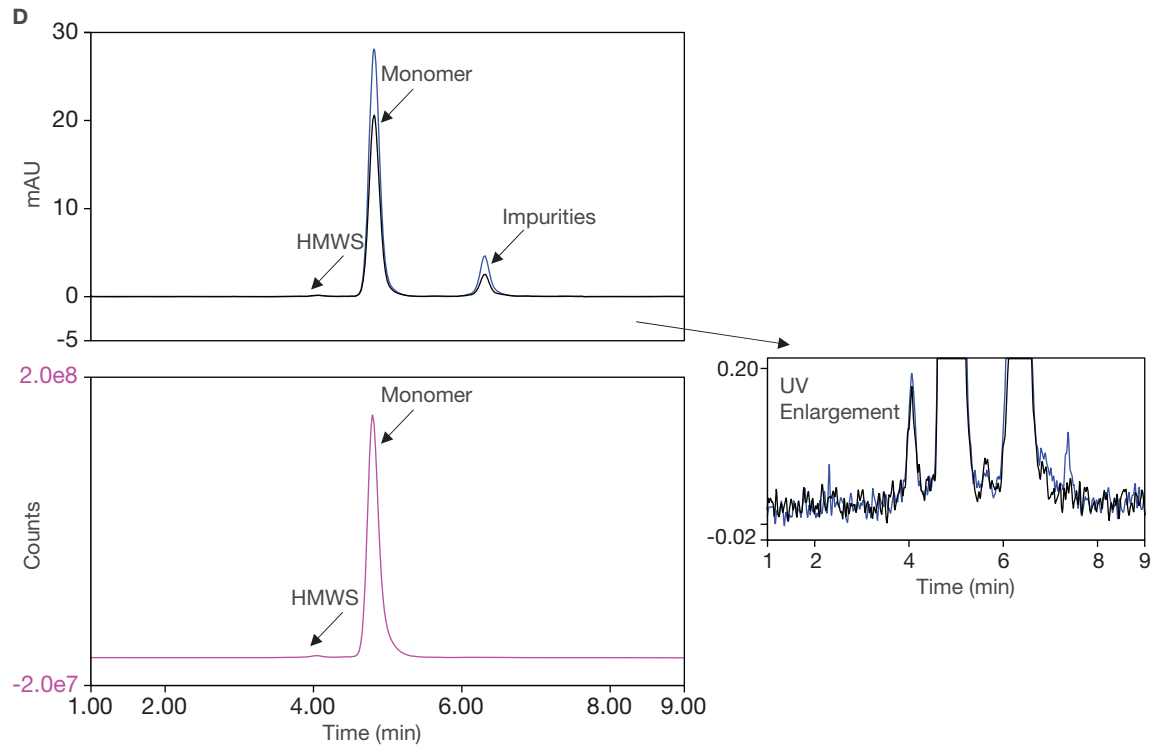 D
30
20
10
0
-5
mAU
Monomer
HMWS
Impurities
2.0e8
-2.0e7
Counts
Monomer
HMWS
1.00 2.00 4.00 6.00 8.00 9.00
Time (min)
0.20
-0.02
UV
Enlargement
1 2 4 6 8 9
Time (min)